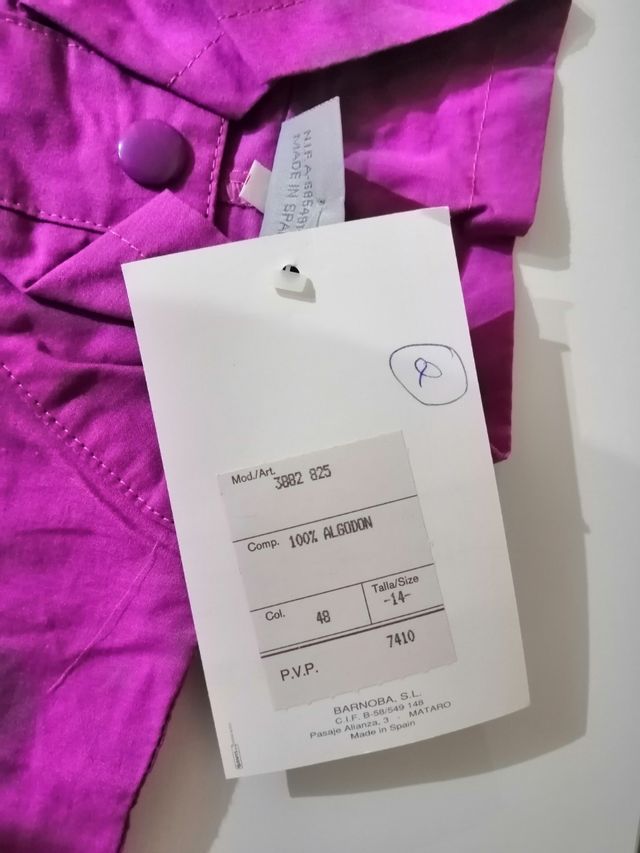 MADE IN SPA
Mod./Art. 3882 825
Comp. 100% ALGODON
Col. 48
Talla/Size
-14-
P.V.P. 7410
BARNOBA, S.L.
C.I.F. B-58/549 148
Pasaje Alianza, 3 - MATARO
Made in Spain